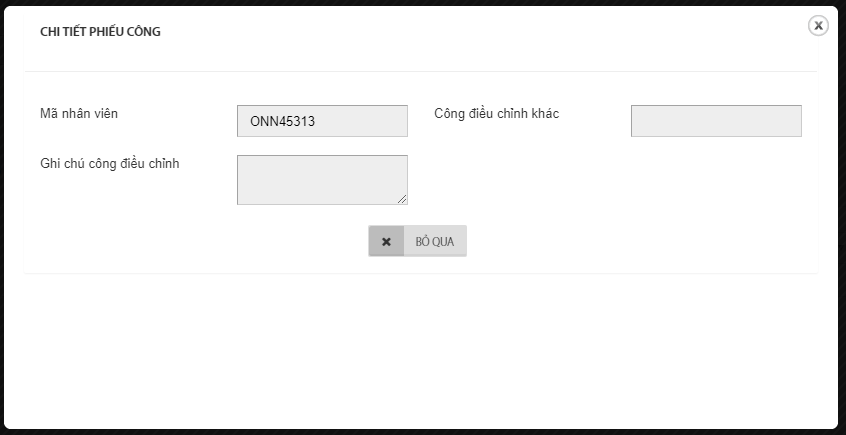 CHI TIẾT PHIẾU CÔNG
Mã nhân viên
ONN45313
Công điều chỉnh khác
Ghi chú công điều chỉnh
BỎ QUA